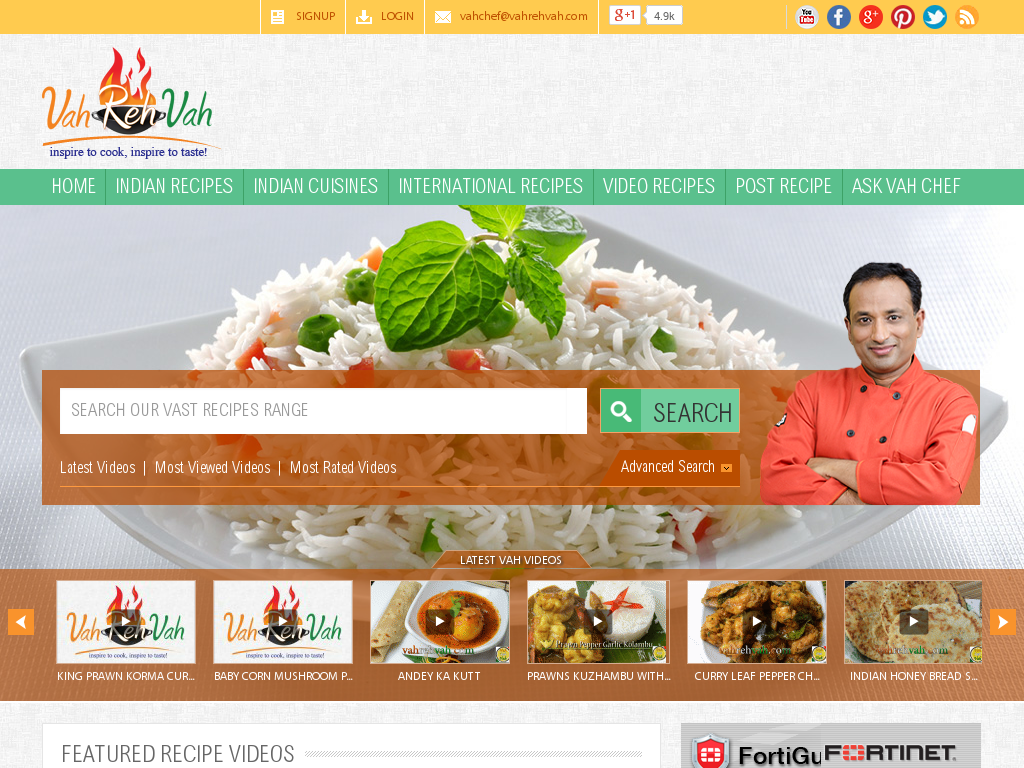 SIGNUP LOGIN vahchef@vahrehvah.com g+1 4.9k You Tube f g+
Vah Reh Vah
inspire to cook, inspire to taste!
HOME INDIAN RECIPES INDIAN CUISINES INTERNATIONAL RECIPES VIDEO RECIPES POST RECIPE ASK VAH CHEF
SEARCH OUR VAST RECIPES RANGE SEARCH
Latest Videos | Most Viewed Videos | Most Rated Videos Advanced Search
LATEST VAH VIDEOS
Vah Reh Vah Vah Reh Vah Prawn Pepper Garlic Kolambu
vahrehvah.com vahrehvah.com vahrehvah.com
inspire to cook, inspire to taste! inspire to cook, inspire to taste!
KING PRAWN KORMA CUR... BABY CORN MUSHROOM P... ANDEY KA KUTT PRAWNS KUZHAMBU WITH... CURRY LEAF PEPPER CH... INDIAN HONEY BREAD S...
FEATURED RECIPE VIDEOS FortiGu FORTINET.